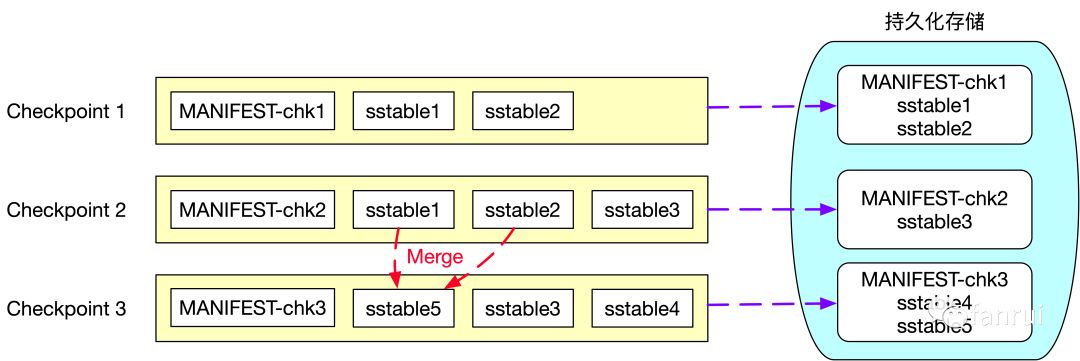 持久化存储
Checkpoint 1
MANIFEST-chk1
sstable1
sstable2
MANIFEST-chk1
sstable1
sstable2
Checkpoint 2
MANIFEST-chk2
sstable1
sstable2
sstable3
MANIFEST-chk2
sstable3
Merge
Checkpoint 3
MANIFEST-chk3
sstable5
sstable3
sstable4
MANIFEST-chk3
sstable4
sstable5
fanrui